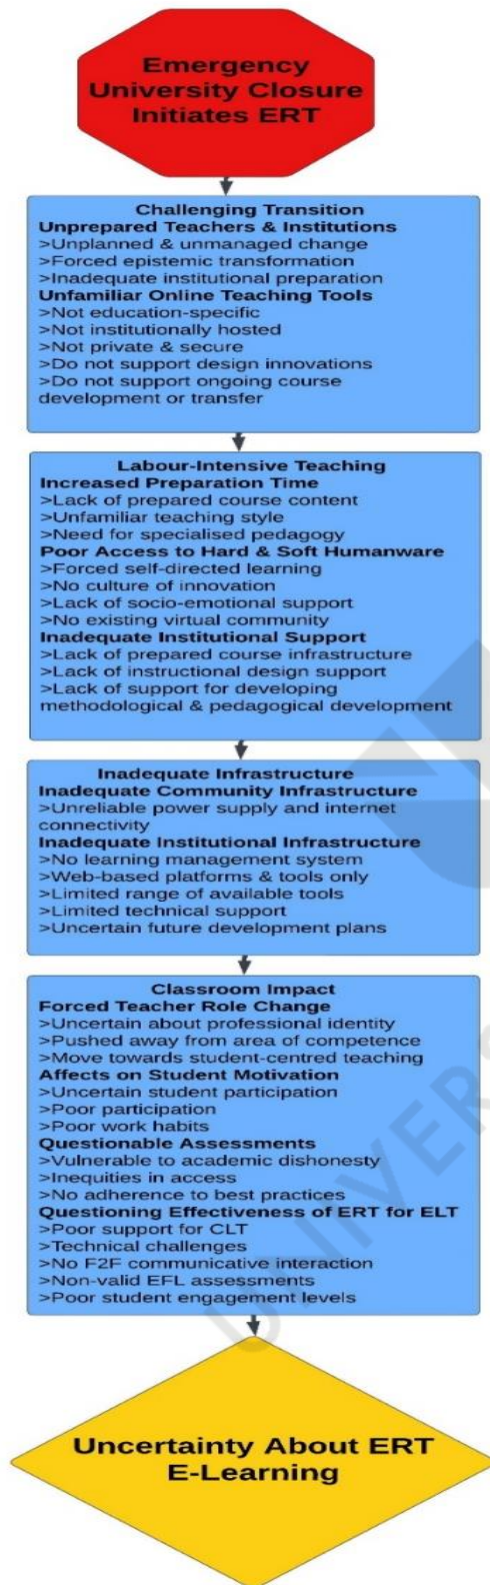 Emergency
University Closure
Initiates ERT
Challenging Transition
Unprepared Teachers & Institutions
>Unplanned & unmanaged change
>Forced epistemic transformation
>Inadequate institutional preparation
Unfamiliar Online Teaching Tools
>Not education-specific
>Not institutionally hosted
>Not private & secure
>Do not support design innovations
>Do not support ongoing course
development or transfer
Labour-Intensive Teaching
Increased Preparation Time
>Lack of prepared course content
>Unfamiliar teaching style
>Need for specialised pedagogy
Poor Access to Hard & Soft Humanware
>Forced self-directed learning
>No culture of innovation
>Lack of socio-emotional support
>No existing virtual community
Inadequate Institutional Support
>Lack of prepared course infrastructure
>Lack of instructional design support
>Lack of support for developing
methodological & pedagogical development
Inadequate Infrastructure
Inadequate Community Infrastructure
>Unreliable power supply and internet
connectivity
Inadequate Institutional Infrastructure
>No learning management system
>Web-based platforms & tools only
>Limited range of available tools
>Limited technical support
>Uncertain future development plans
Classroom Impact
Forced Teacher Role Change
>Uncertain about professional identity
>Pushed away from area of competence
>Move towards student-centred teaching
Affects on Student Motivation
>Uncertain student participation
>Poor participation
>Poor work habits
Questionable Assessments
>Vulnerable to academic dishonesty
>Inequities in access
>No adherence to best practices
Questioning Effectiveness of ERT for ELT
>Poor support for CLT
>Technical challenges
>No F2F communicative interaction
>Non-valid EFL assessments
>Poor student engagement levels
Uncertainty About ERT
E-Learning
UNIVERS